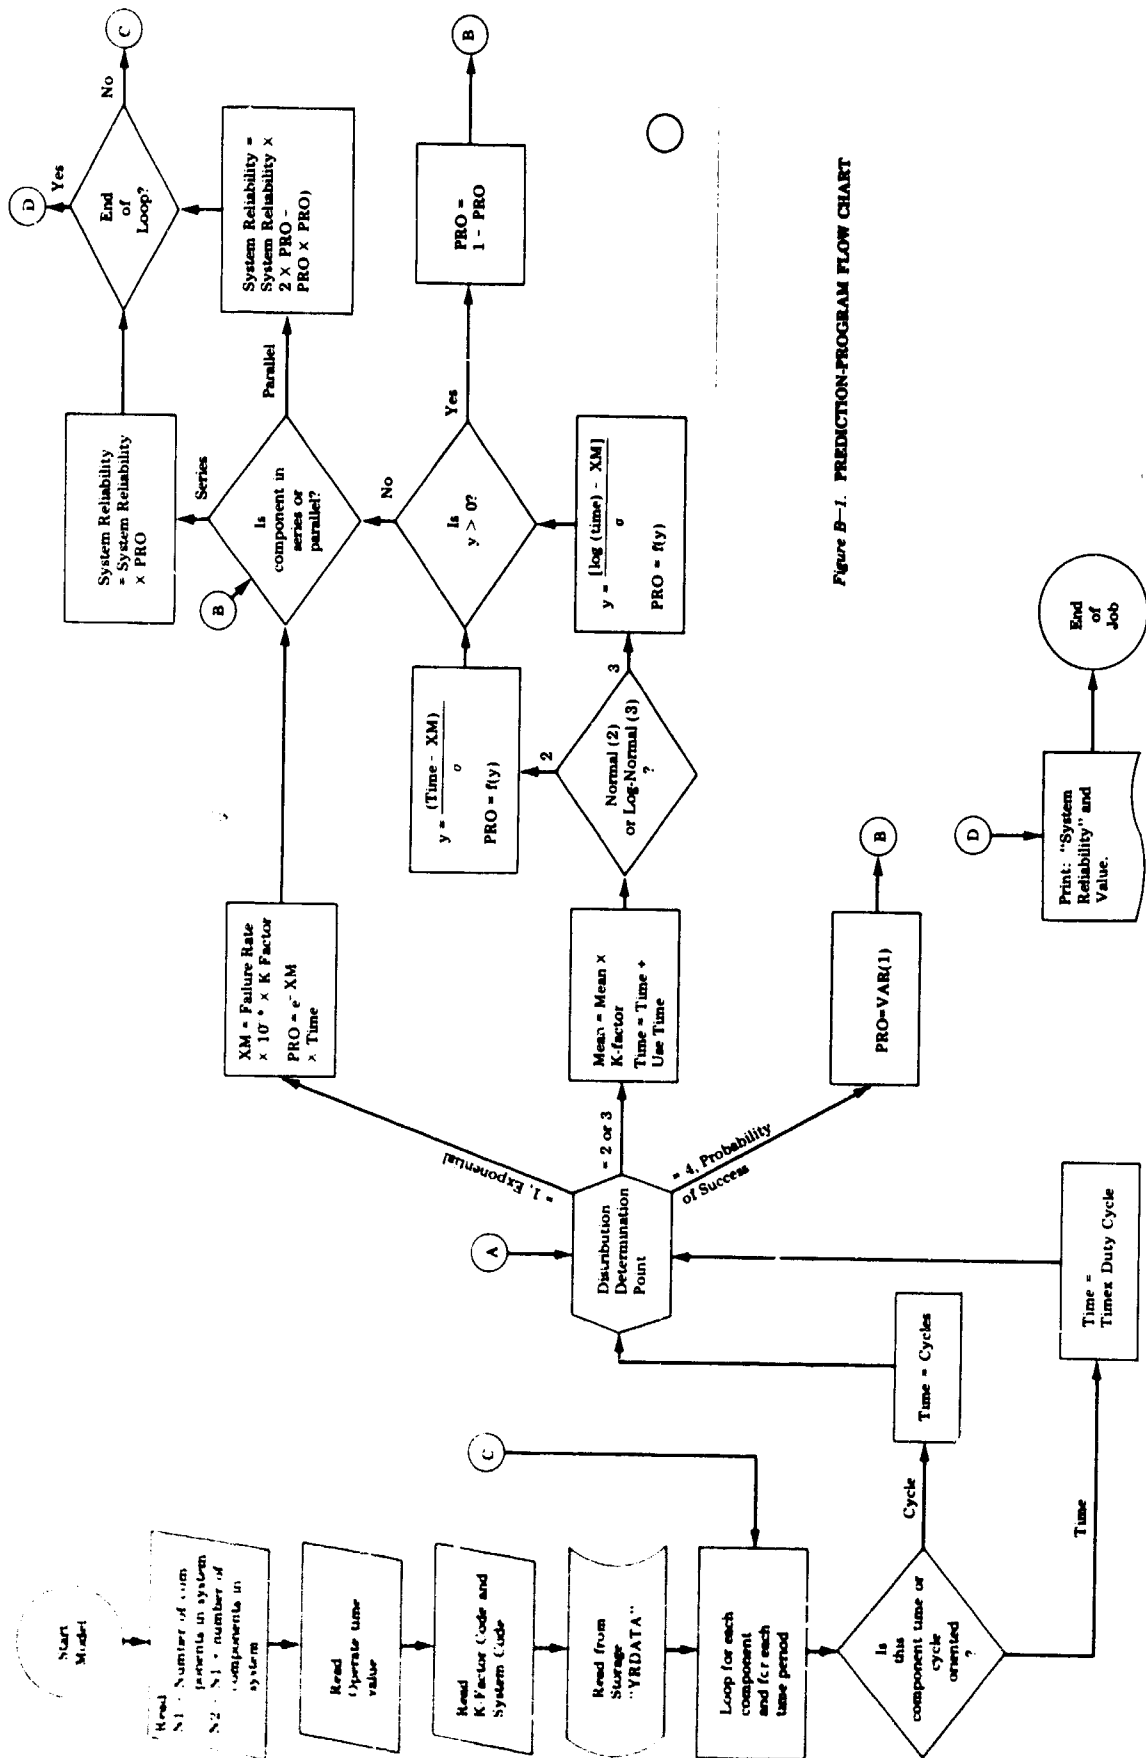 Start
Model
Read
N1 - Number of com
ponents in system
N2 - N1 + number of
components in
system
Read
Operate time
value
Read
K-Factor Code and
System Code
Read from
Storage
"YRDATA"
Loop for each
component
and for each
time period
C
Is
this
component time or
cycle
oriented
?
Cycle
Time = Cycles
Time
Time =
Timex Duty Cycle
A
Distribution
Determination
Point
= 1, Exponential
= 2 or 3
= 4, Probability
of Success
XM = Failure Rate
× 10⁻⁶ × K Factor
PRO = e⁻ XM
× Time
Mean = Mean ×
K-factor
Time = Time +
Use Time
PRO=VAR(1)
B
Normal (2)
or Log-Normal (3)
?
2
3
y = (Time - XM)
σ
PRO = f(y)
y = [log (time) - XM]
σ
PRO = f(y)
Is
y > 0?
No
Yes
PRO =
1 - PRO
B
B
Is
component in
series or
parallel?
Series
Parallel
System Reliability
= System Reliability
× PRO
System Reliability =
System Reliability ×
2 × PRO -
PRO × PRO)
End
of
Loop?
Yes
No
D
C
D
Print: "System
Reliability" and
Value.
End
of
Job
Figure B-1. PREDICTION-PROGRAM FLOW CHART